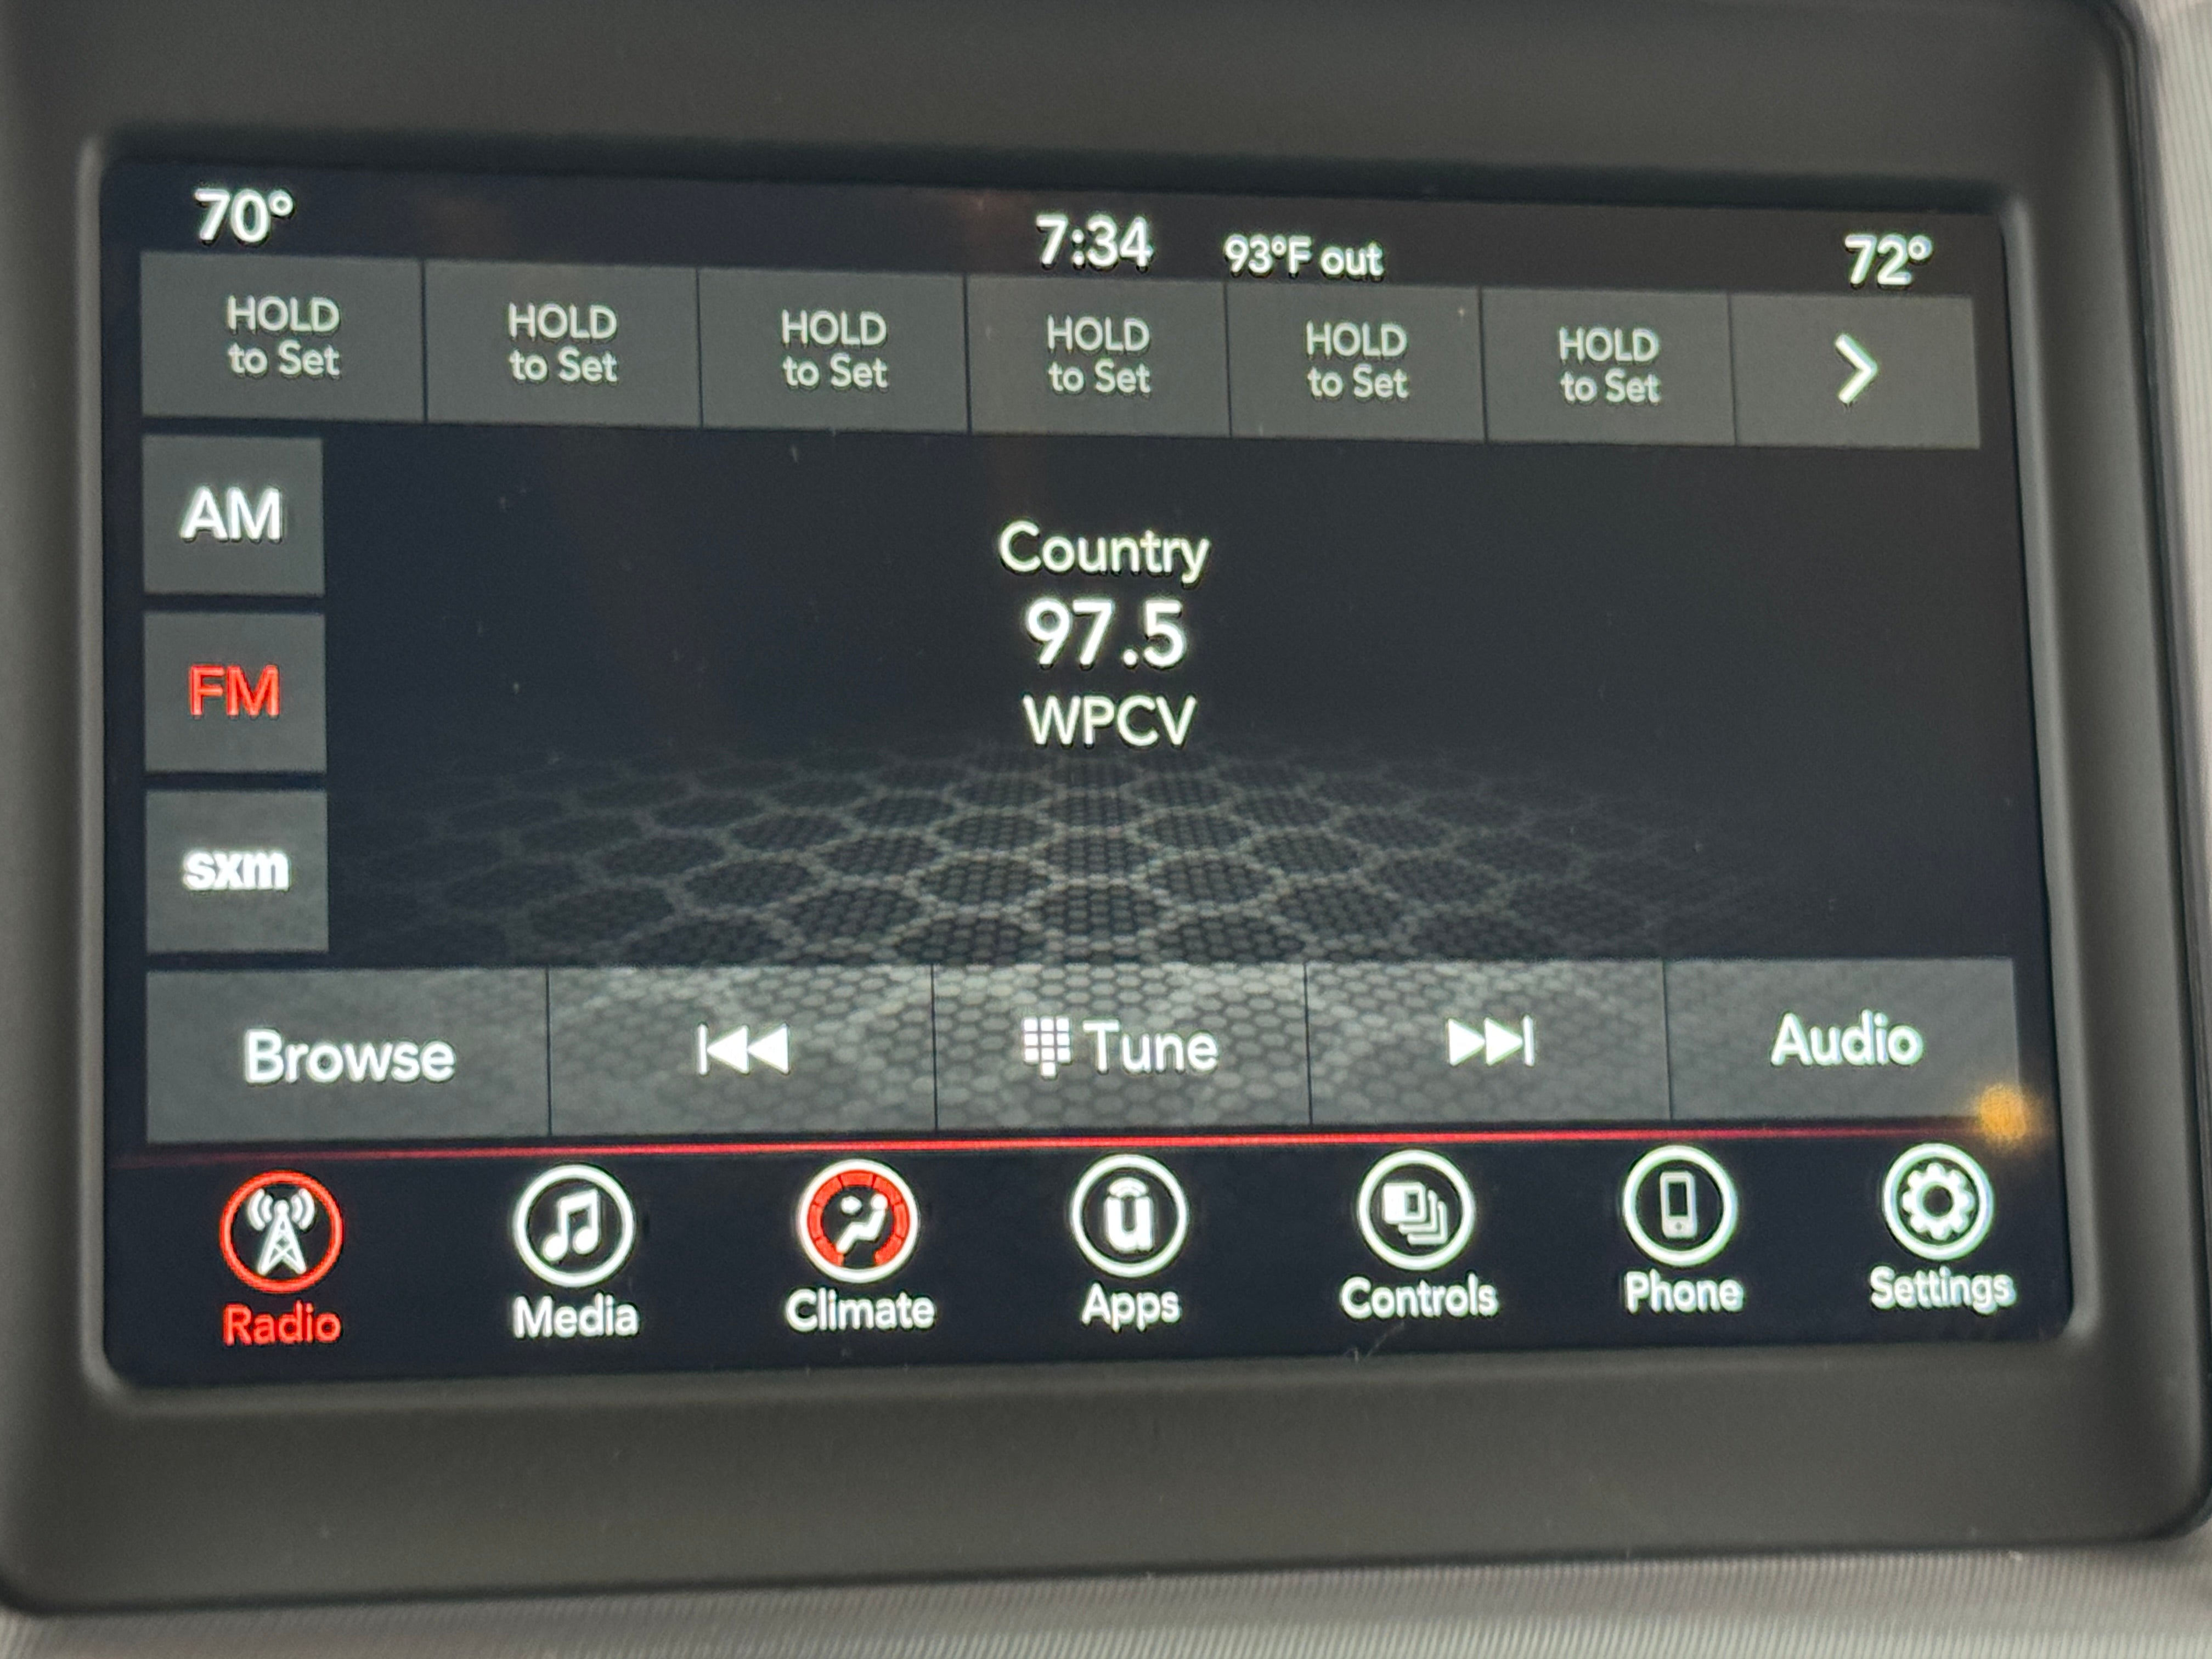 70° 7:34 93°F out 72°
HOLD HOLD HOLD HOLD HOLD HOLD
to Set to Set to Set to Set to Set to Set
AM
Country
97.5
FM
WPCV
sxm
Browse Tune Audio
u
Radio Media Climate Apps Controls Phone Settings